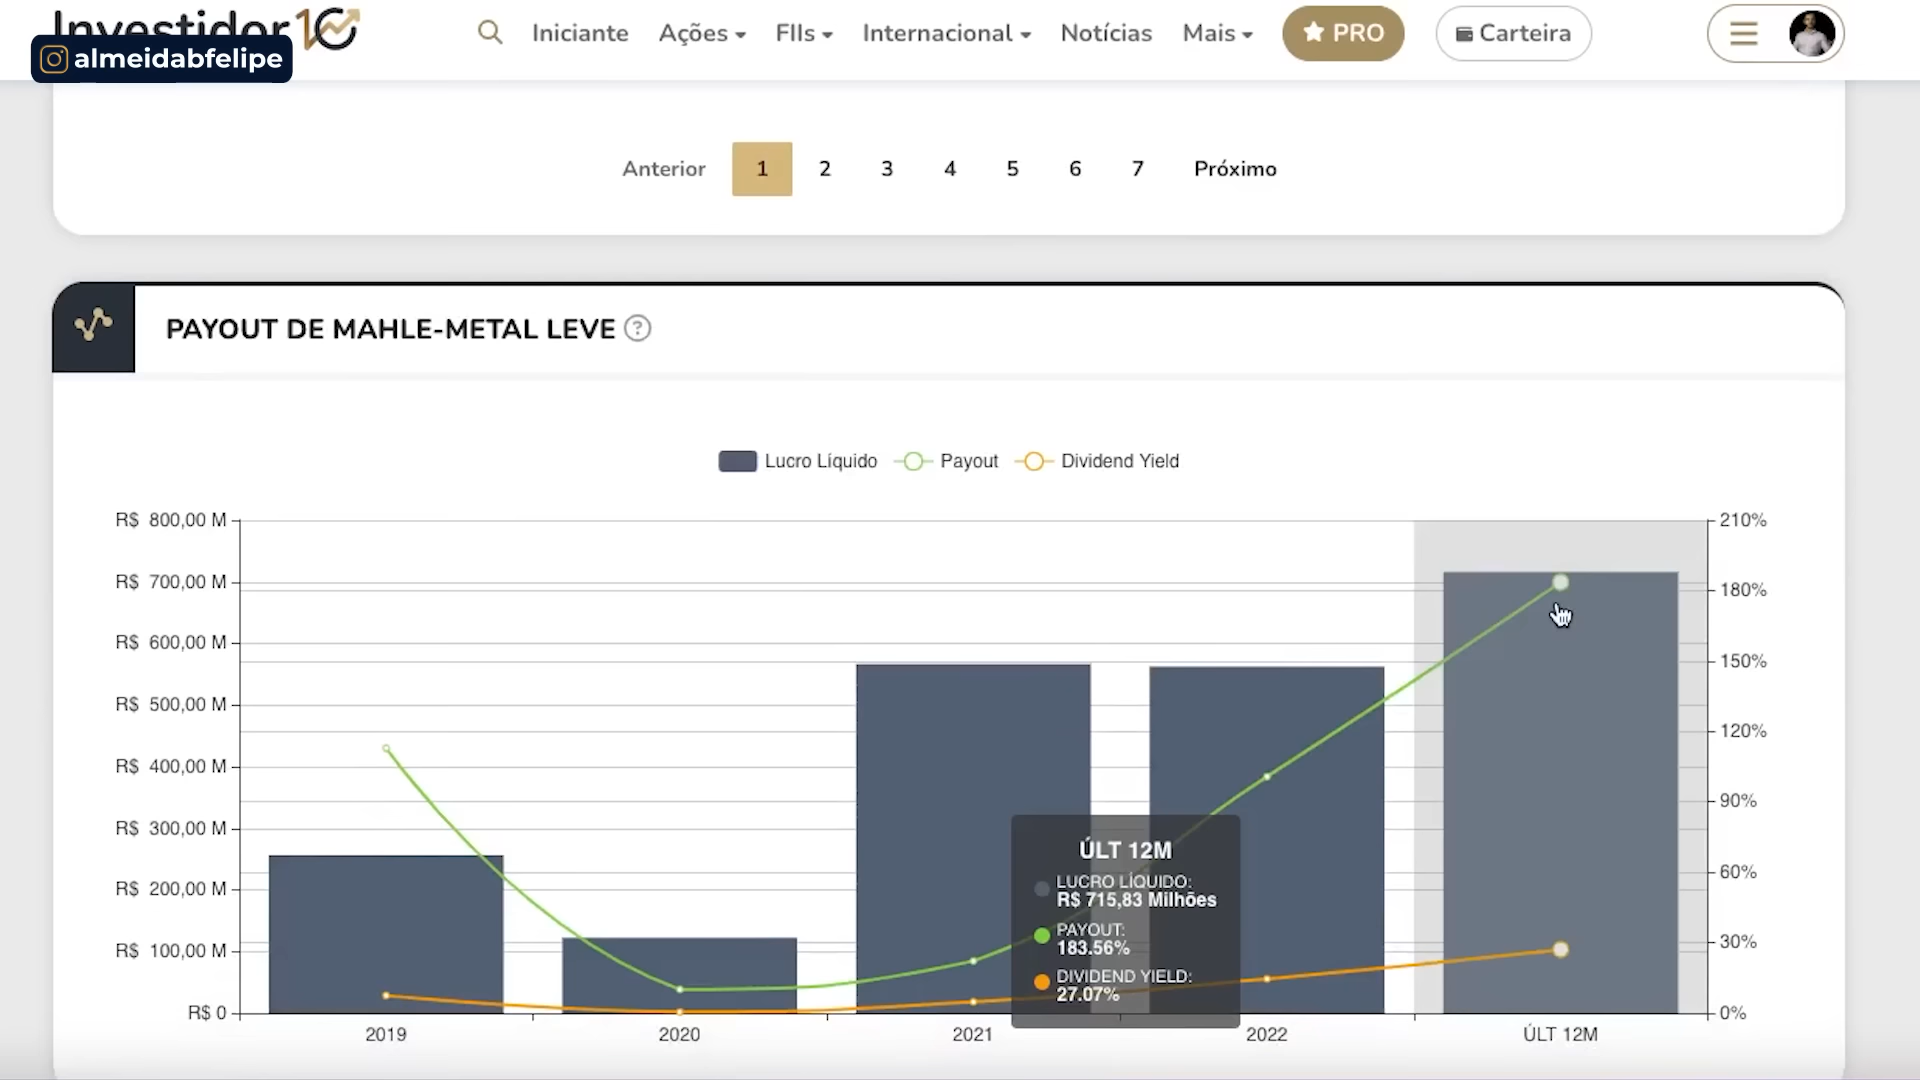 Investidor10
almeidabfelipe
Iniciante Ações FIIs Internacional Notícias Mais PRO Carteira
Anterior 1 2 3 4 5 6 7 Próximo
PAYOUT DE MAHLE-METAL LEVE ?
Lucro Líquido Payout Dividend Yield
R$ 800,00 M 210%
R$ 700,00 M 180%
R$ 600,00 M 150%
R$ 500,00 M 120%
R$ 400,00 M 90%
R$ 300,00 M 60%
R$ 200,00 M 30%
R$ 100,00 M 0%
R$ 0
ÚLT 12M
LUCRO LÍQUIDO:
R$ 715,83 Milhões
PAYOUT:
183.56%
DIVIDEND YIELD:
27.07%
2019 2020 2021 2022 ÚLT 12M